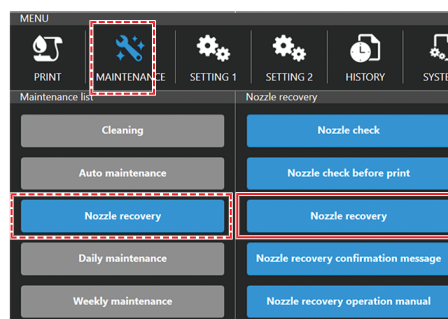 MENU
PRINT
MAINTENANCE
SETTING 1
SETTING 2
HISTORY
Maintenance list
Nozzle recovery
Cleaning
Nozzle check
Auto maintenance
Nozzle check before print
Nozzle recovery
Nozzle recovery
Daily maintenance
Nozzle recovery confirmation message
Weekly maintenance
Nozzle recovery operation manual